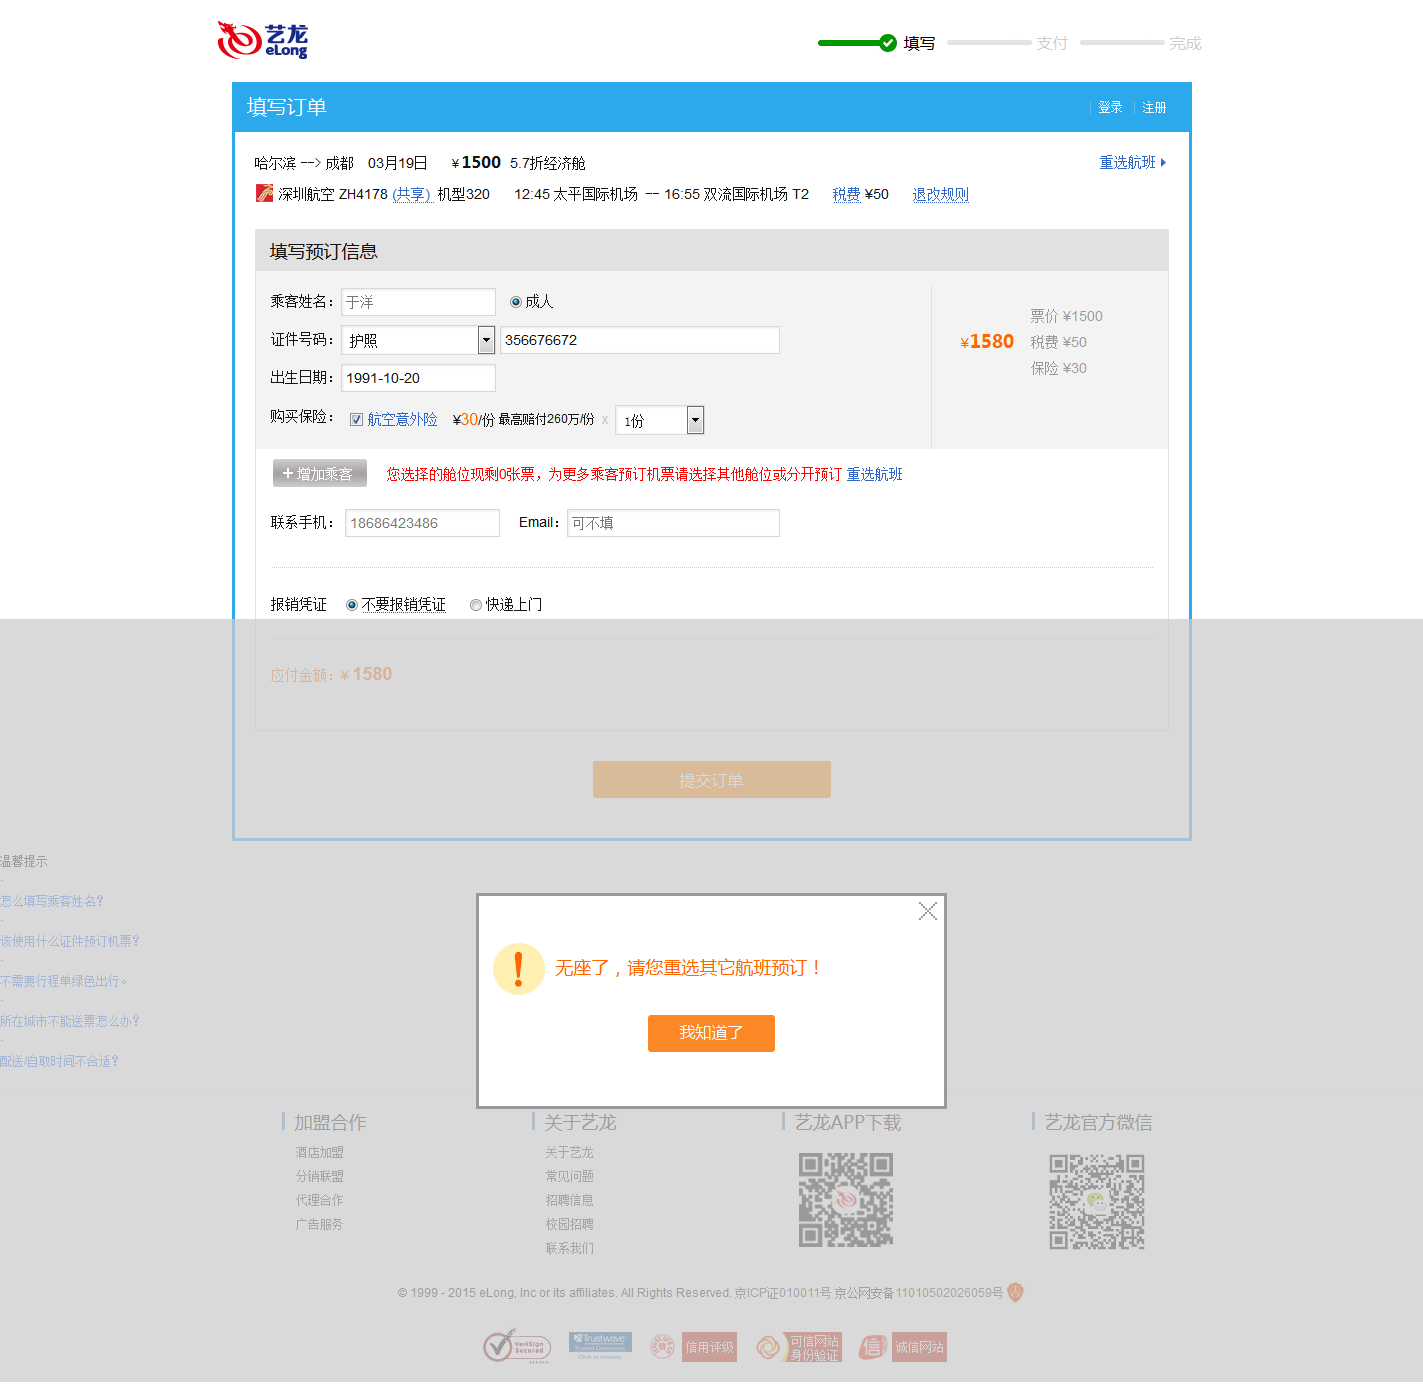 艺龙
eLong
填写 支付 完成
填写订单 登录 注册
哈尔滨 --> 成都 03月19日 ¥1500 5.7折经济舱 重选航班
深圳航空 ZH4178 (共享) 机型320 12:45 太平国际机场 -- 16:55 双流国际机场 T2 税费 ¥50 退改规则
填写预订信息
乘客姓名： 于洋 成人
票价 ¥1500
证件号码： 护照 356676672
¥1580 税费 ¥50
保险 ¥30
出生日期： 1991-10-20
购买保险： 航空意外险 ¥30/份 最高赔付260万/份 x 1份
+ 增加乘客 您选择的舱位现剩0张票，为更多乘客预订机票请选择其他舱位或分开预订 重选航班
联系手机： 18686423486 Email： 可不填
报销凭证 不要报销凭证 快递上门
应付金额：¥ 1580
提交订单
温馨提示
·
怎么填写乘客姓名?
·
该使用什么证件预订机票?
·
不需要行程单绿色出行。
·
所在城市不能送票怎么办?
·
配送/自取时间不合适?
无座了，请您重选其它航班预订！
我知道了
加盟合作
酒店加盟
分销联盟
代理合作
广告服务
关于艺龙
关于艺龙
常见问题
招聘信息
校园招聘
联系我们
艺龙APP下载
艺龙官方微信
© 1999 - 2015 eLong, Inc or its affiliates. All Rights Reserved. 京ICP证010011号 京公网安备11010502026059号
VeriSign
Secured
Trustwave
Trusted Commerce
Click to Validate
信用评级
可信网站
身份验证
信 诚信网站